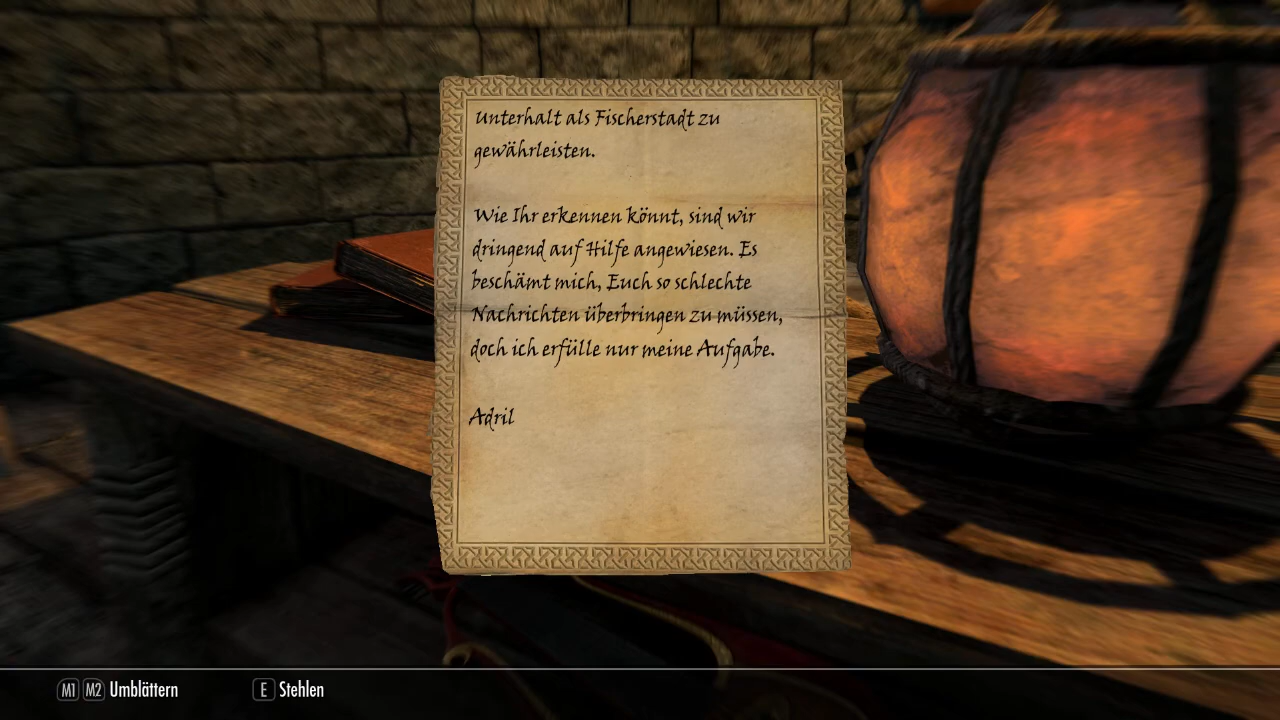 Unterhalt als Fischerstadt zu
gewährleisten.
Wie Ihr erkennen könnt, sind wir
dringend auf Hilfe angewiesen. Es
beschämt mich, Euch so schlechte
Nachrichten überbringen zu müssen,
doch ich erfülle nur meine Aufgabe.
Adril
M1 M2 Umblättern E Stehlen